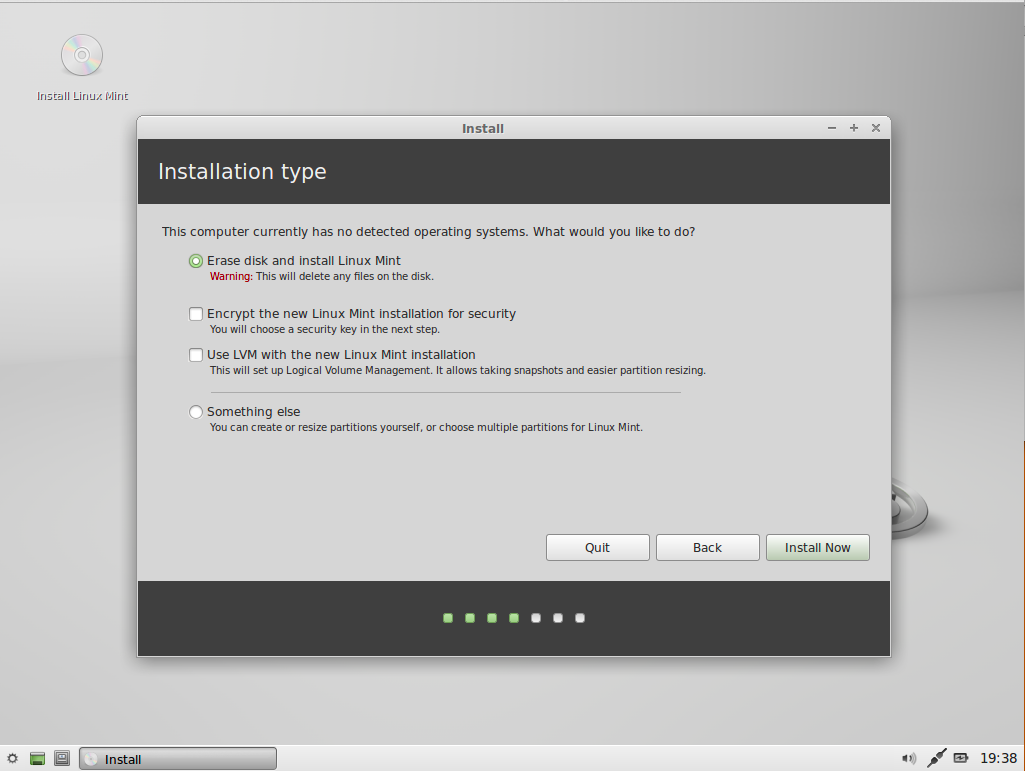 Install Linux Mint
Install
Installation type
This computer currently has no detected operating systems. What would you like to do?
Erase disk and install Linux Mint
Warning: This will delete any files on the disk.
Encrypt the new Linux Mint installation for security
You will choose a security key in the next step.
Use LVM with the new Linux Mint installation
This will set up Logical Volume Management. It allows taking snapshots and easier partition resizing.
Something else
You can create or resize partitions yourself, or choose multiple partitions for Linux Mint.
Quit Back Install Now
Install 19:38